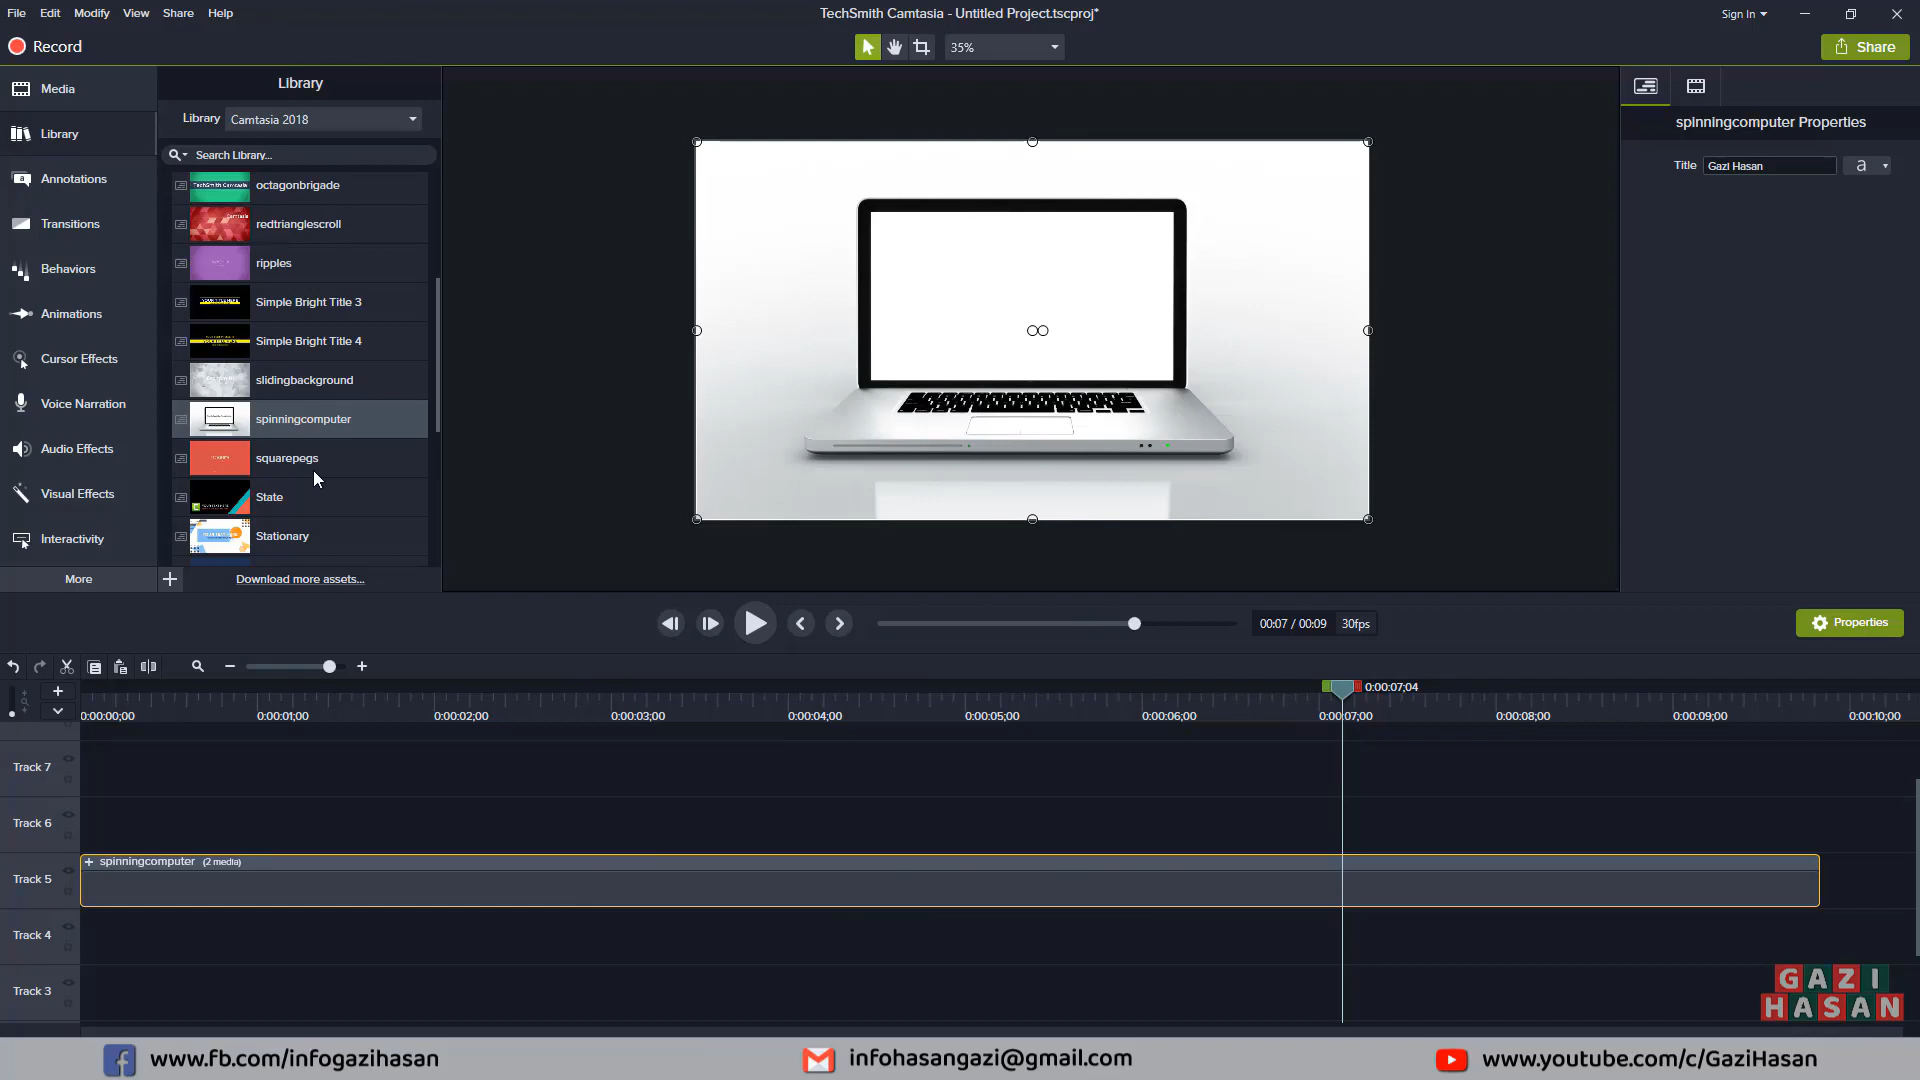 File Edit Modify View Share Help
TechSmith Camtasia - Untitled Project.tscproj*
Sign In
Record
35%
Share
Media
Library
Annotations
Transitions
Behaviors
Animations
Cursor Effects
Voice Narration
Audio Effects
Visual Effects
Interactivity
More
Library
Library Camtasia 2018
Search Library...
octagonbrigade
redtrianglescroll
ripples
Simple Bright Title 3
Simple Bright Title 4
slidingbackground
spinningcomputer
squarepegs
State
Stationary
Download more assets...
spinningcomputer Properties
Title Gazi Hasan a
00:07 / 00:09 30fps
Properties
0:00:07;04
0:00:00;00 0:00:01;00 0:00:02;00 0:00:03;00 0:00:04;00 0:00:05;00 0:00:06;00 0:00:07;00 0:00:08;00 0:00:09;00 0:00:10;00
Track 7
Track 6
Track 5
spinningcomputer (2 media)
Track 4
Track 3
GAZI
HASAN
www.fb.com/infogazihasan
infohasangazi@gmail.com
www.youtube.com/c/GaziHasan